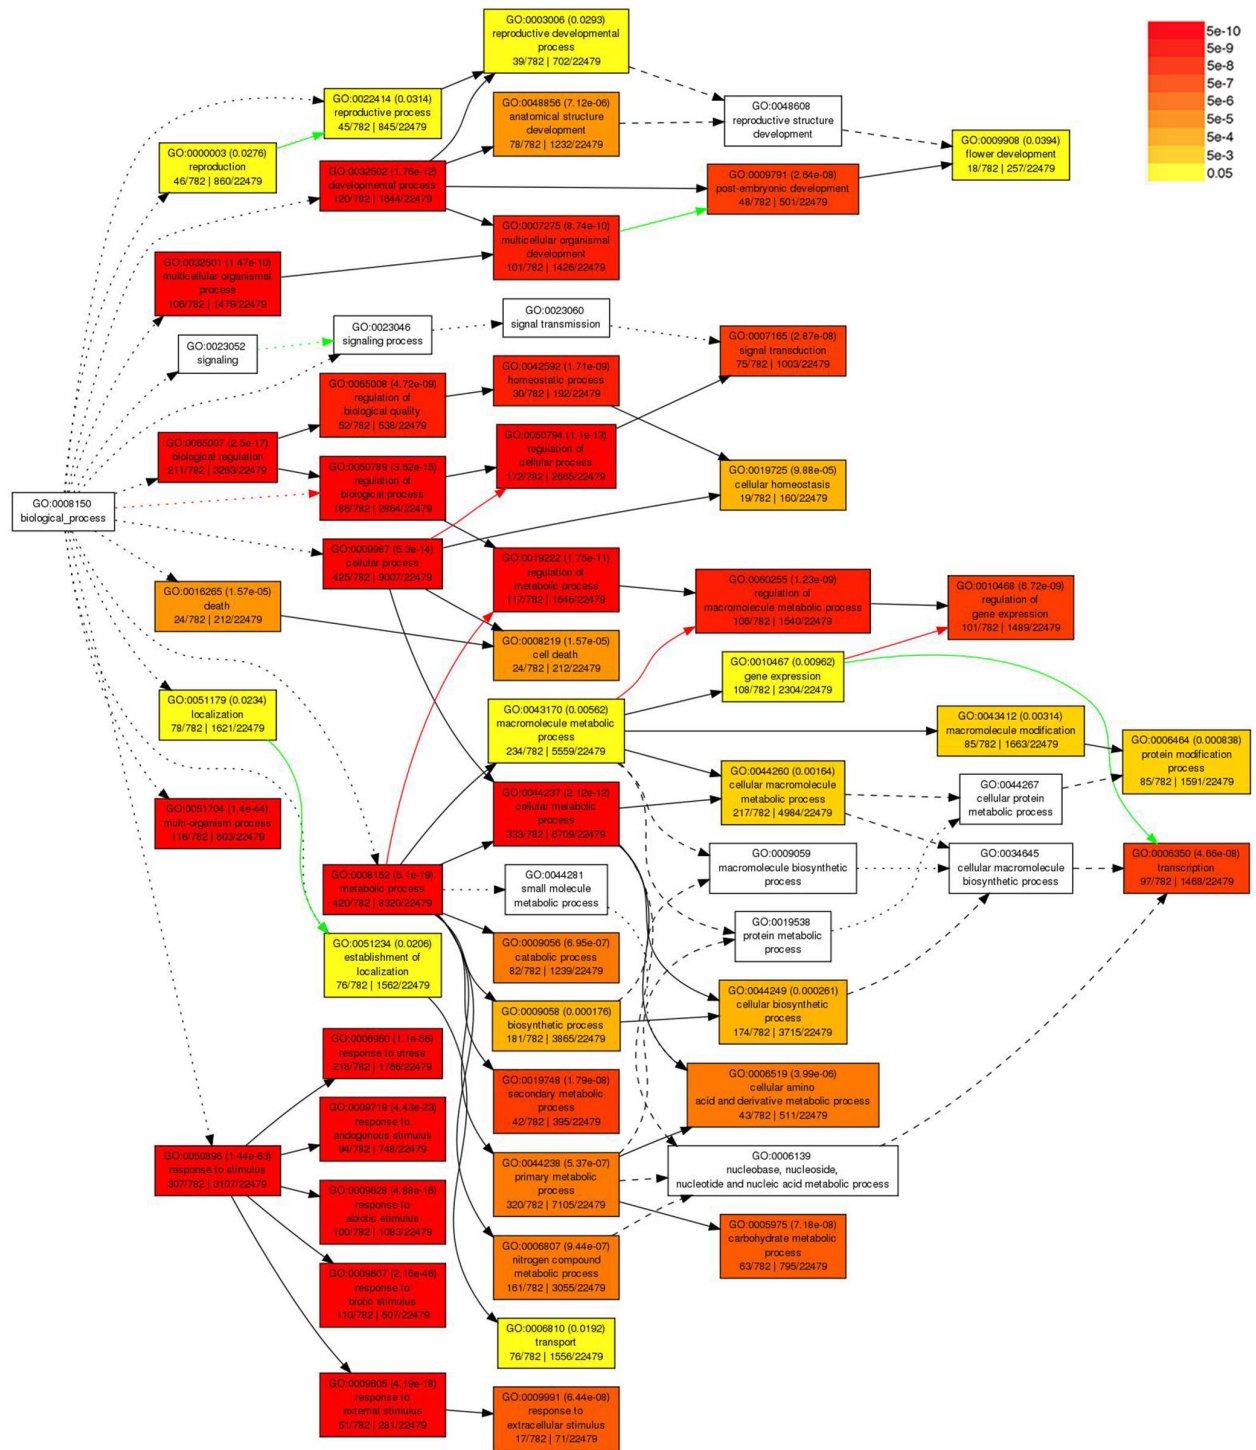 GO:0003006 (0.0293)
reproductive developmental
process
39/782 | 702/22479
GO:0022414 (0.0314)
reproductive process
45/782 | 845/22479
GO:0048856 (7.12e-06)
anatomical structure
development
78/782 | 1232/22479
GO:0048608
reproductive structure
development
GO:0009908 (0.0394)
flower development
18/782 | 257/22479
GO:0000003 (0.0276)
reproduction
46/782 | 860/22479
GO:0032502 (1.76e-12)
developmental process
120/782 | 1644/22479
GO:0009791 (2.64e-08)
post-embryonic development
48/782 | 501/22479
GO:0007275 (8.74e-10)
multicellular organismal
development
101/782 | 1426/22479
GO:0032501 (1.47e-10)
multicellular organismal
process
106/782 | 1479/22479
GO:0023060
signal transmission
GO:0023046
signaling process
GO:0023052
signaling
GO:0007165 (2.87e-08)
signal transduction
75/782 | 1003/22479
GO:0042592 (1.71e-09)
homeostatic process
30/782 | 192/22479
GO:0065008 (4.72e-09)
regulation of
biological quality
52/782 | 538/22479
GO:0065007 (2.5e-17)
biological regulation
211/782 | 3263/22479
GO:0050794 (1.1e-13)
regulation of
cellular process
172/782 | 2665/22479
GO:0050789 (3.62e-15)
regulation of
biological process
186/782 | 2864/22479
GO:0019725 (9.88e-05)
cellular homeostasis
19/782 | 160/22479
GO:0008150
biological_process
GO:0009987 (5.3e-14)
cellular process
425/782 | 9007/22479
GO:0019222 (1.75e-11)
regulation of
metabolic process
117/782 | 1646/22479
GO:0060255 (1.23e-09)
regulation of
macromolecule metabolic process
106/782 | 1540/22479
GO:0010468 (6.72e-09)
regulation of
gene expression
101/782 | 1489/22479
GO:0016265 (1.57e-05)
death
24/782 | 212/22479
GO:0008219 (1.57e-05)
cell death
24/782 | 212/22479
GO:0010467 (0.00962)
gene expression
108/782 | 2304/22479
GO:0051179 (0.0234)
localization
78/782 | 1621/22479
GO:0043170 (0.00562)
macromolecule metabolic
process
234/782 | 5559/22479
GO:0043412 (0.00314)
macromolecule modification
85/782 | 1663/22479
GO:0006464 (0.000838)
protein modification
process
85/782 | 1591/22479
GO:0044260 (0.00164)
cellular macromolecule
metabolic process
217/782 | 4984/22479
GO:0044267
cellular protein
metabolic process
GO:0051704 (1.4e-44)
multi-organism process
116/782 | 603/22479
GO:0044237 (2.12e-12)
cellular metabolic
process
333/782 | 6709/22479
GO:0009059
macromolecule biosynthetic
process
GO:0034645
cellular macromolecule
biosynthetic process
GO:0006350 (4.66e-08)
transcription
97/782 | 1468/22479
GO:0008152 (5.1e-19)
metabolic process
420/782 | 8320/22479
GO:0044281
small molecule
metabolic process
GO:0019538
protein metabolic
process
GO:0051234 (0.0206)
establishment of
localization
76/782 | 1562/22479
GO:0009056 (6.95e-07)
catabolic process
82/782 | 1239/22479
GO:0009058 (0.000176)
biosynthetic process
181/782 | 3865/22479
GO:0044249 (0.000261)
cellular biosynthetic
process
174/782 | 3715/22479
GO:0006950 (1.1e-56)
response to stress
218/782 | 1766/22479
GO:0019748 (1.79e-08)
secondary metabolic
process
42/782 | 395/22479
GO:0006519 (3.99e-06)
cellular amino
acid and derivative metabolic process
43/782 | 511/22479
GO:0009719 (4.43e-23)
response to
endogenous stimulus
94/782 | 748/22479
GO:0050896 (1.44e-63)
response to stimulus
307/782 | 3107/22479
GO:0044238 (5.37e-07)
primary metabolic
process
320/782 | 7105/22479
GO:0006139
nucleobase, nucleoside,
nucleotide and nucleic acid metabolic process
GO:0009628 (4.88e-16)
response to
abiotic stimulus
100/782 | 1083/22479
GO:0005975 (7.18e-08)
carbohydrate metabolic
process
63/782 | 795/22479
GO:0006807 (9.44e-07)
nitrogen compound
metabolic process
161/782 | 3055/22479
GO:0009607 (2.16e-46)
response to
biotic stimulus
110/782 | 507/22479
GO:0006810 (0.0192)
transport
76/782 | 1556/22479
GO:0009605 (4.19e-18)
response to
external stimulus
51/782 | 281/22479
GO:0009991 (6.44e-08)
response to
extracellular stimulus
17/782 | 71/22479
5e-10
5e-9
5e-8
5e-7
5e-6
5e-5
5e-4
5e-3
0.05